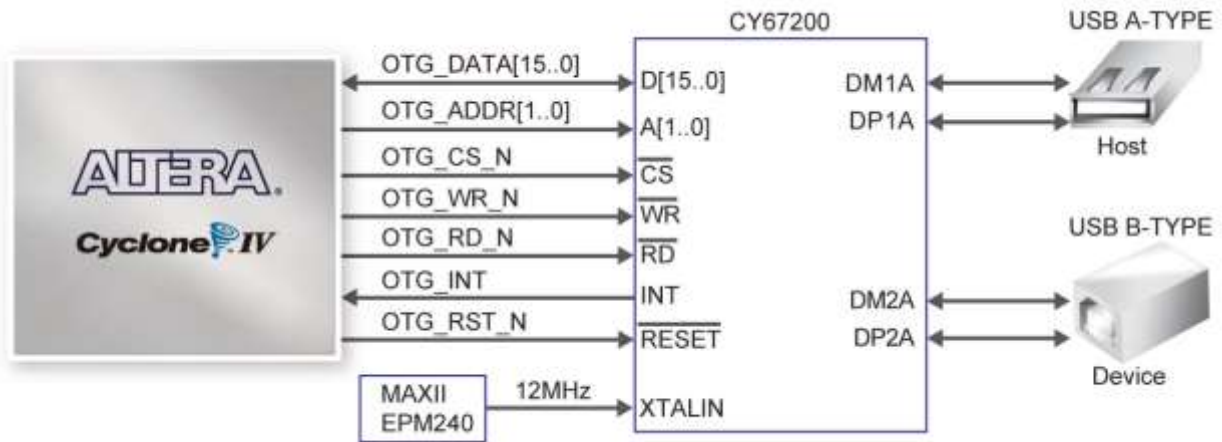 CY67200
USB A-TYPE
OTG_DATA[15..0]
D[15..0]
DM1A
OTG_ADDR[1..0]
A[1..0]
DP1A
Host
OTG_CS_N
CS
ALTERA®
OTG_WR_N
WR
Cyclone IV
OTG_RD_N
RD
USB B-TYPE
OTG_INT
INT
DM2A
OTG_RST_N
RESET
DP2A
Device
MAXII
EPM240
12MHz
XTALIN